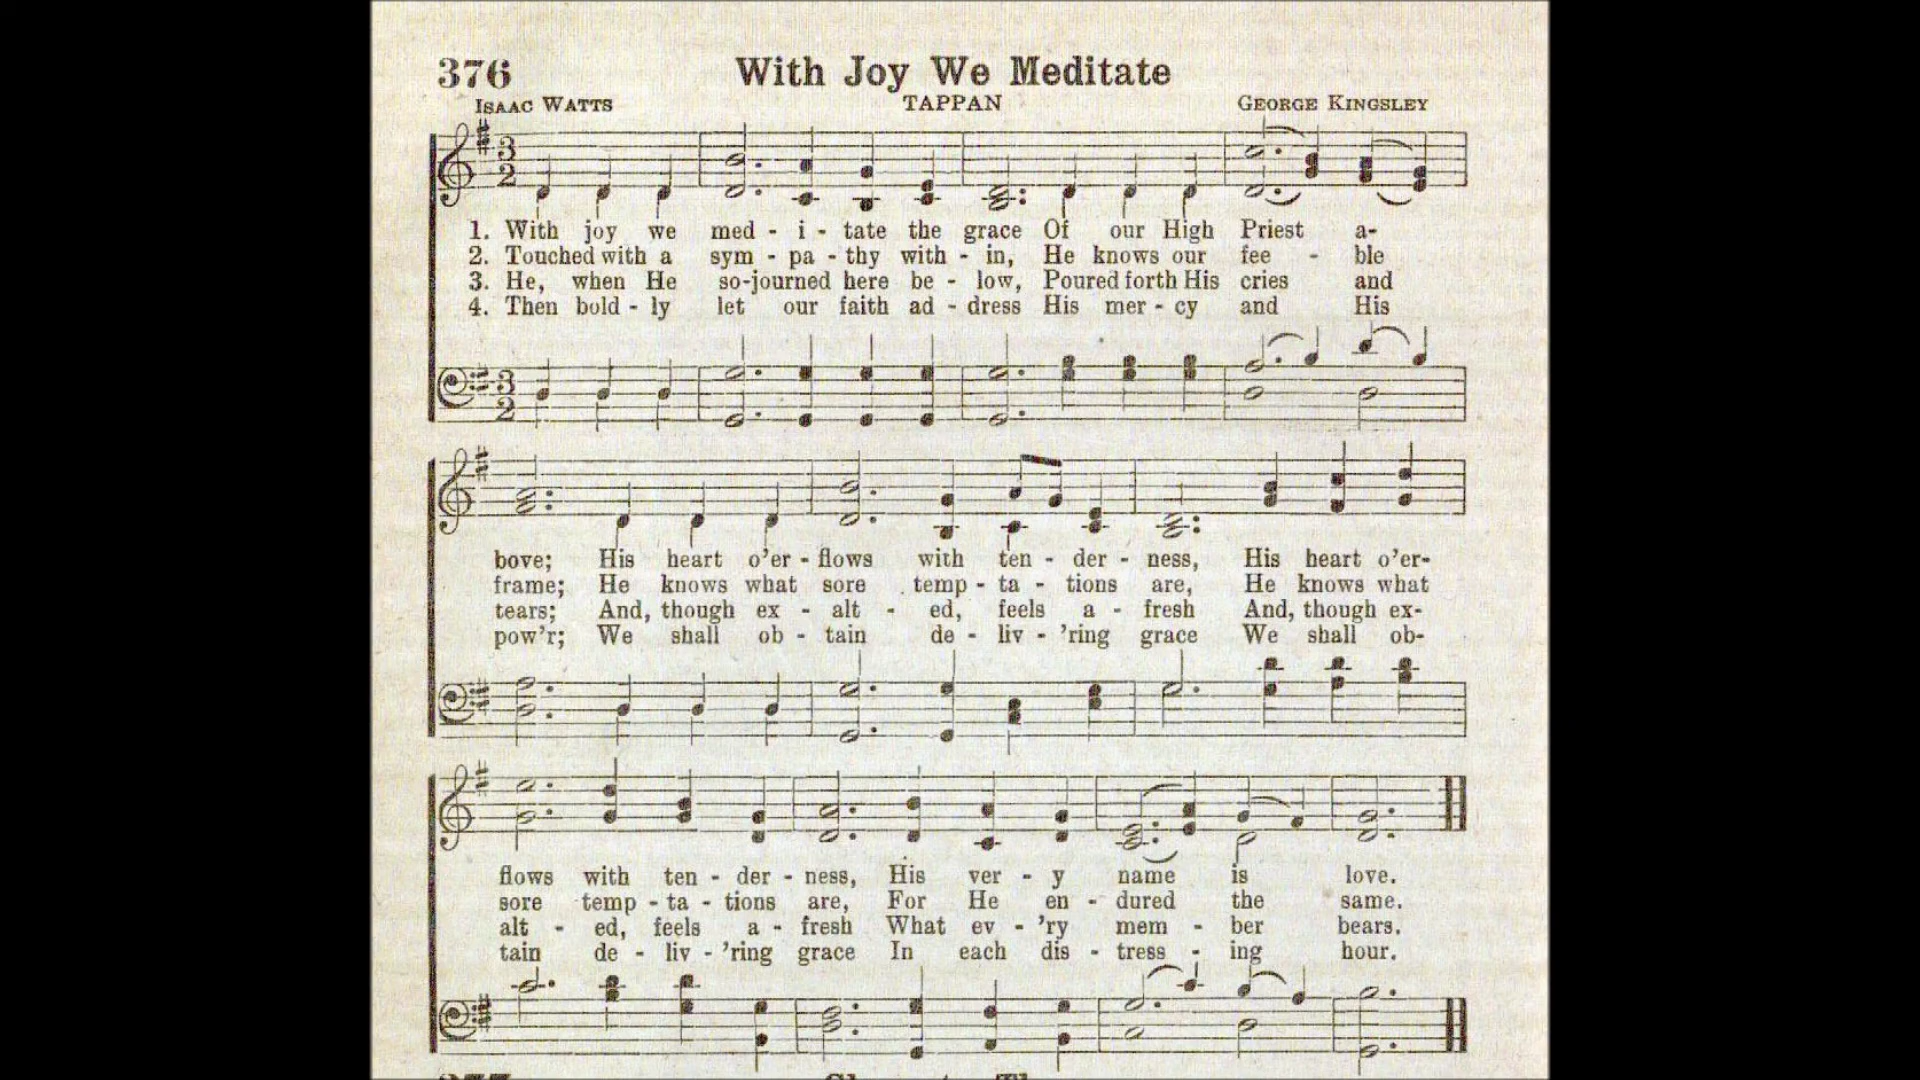 376
With Joy We Meditate
ISAAC WATTS
TAPPAN
GEORGE KINGSLEY
3
2
1. With joy we med - i - tate the grace Of our High Priest a-
2. Touched with a sym - pa - thy with - in, He knows our fee - ble
3. He, when He so-journed here be - low, Poured forth His cries and
4. Then bold - ly let our faith ad - dress His mer - cy and His
3
2
bove; His heart o'er - flows with ten - der - ness, His heart o'er-
frame; He knows what sore temp - ta - tions are, He knows what
tears; And, though ex - alt - ed, feels a - fresh And, though ex-
pow'r; We shall ob - tain de - liv - 'ring grace We shall ob-
flows with ten - der - ness, His ver - y name is love.
sore temp - ta - tions are, For He en - dured the same.
alt - ed, feels a - fresh What ev - 'ry mem - ber bears.
tain de - liv - 'ring grace In each dis - tress - ing hour.